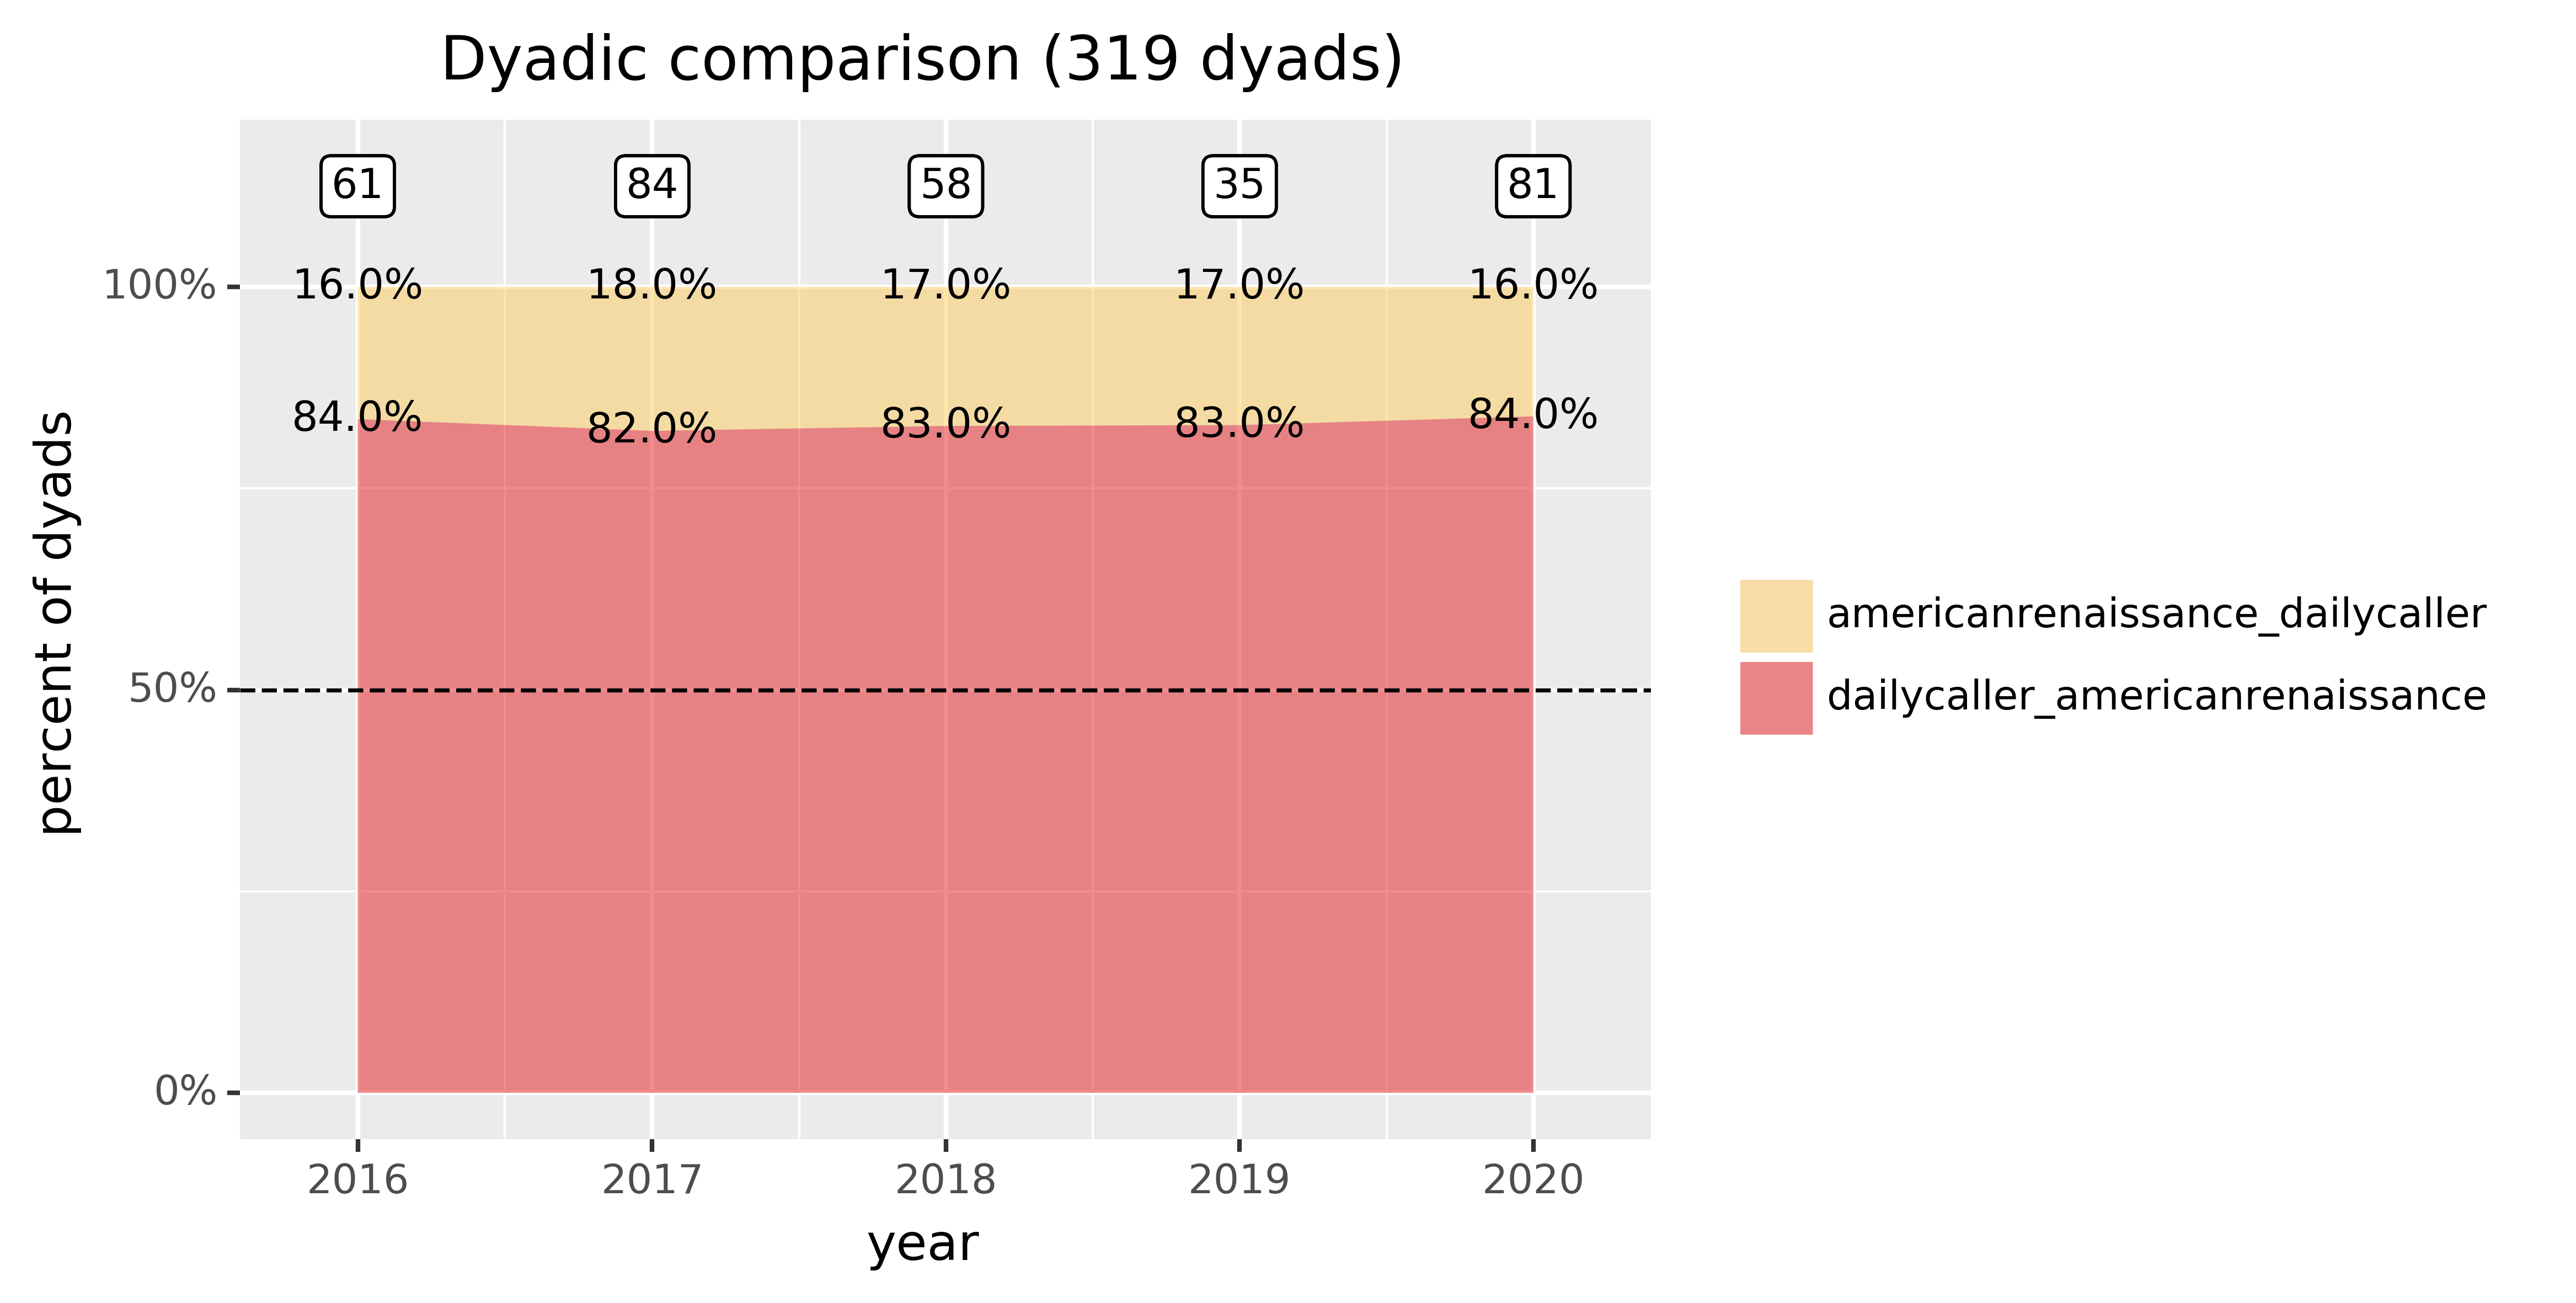 Dyadic comparison (319 dyads)
61 84 58 35 81
100%
16.0% 18.0% 17.0% 17.0% 16.0%
84.0% 82.0% 83.0% 83.0% 84.0%
50%
0%
percent of dyads
2016 2017 2018 2019 2020
year
americanrenaissance_dailycaller
dailycaller_americanrenaissance